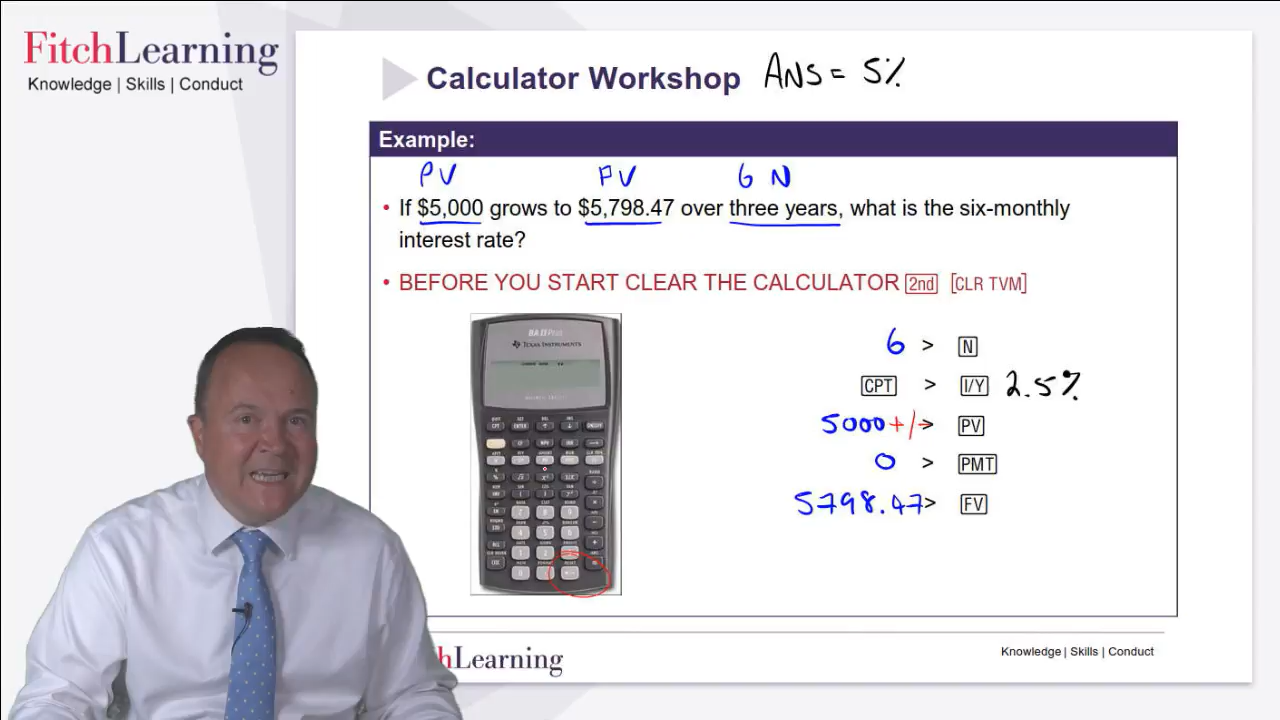 FitchLearning
Knowledge | Skills | Conduct
Calculator Workshop ANS = 5%
Example:
PV PV 6 N
• If $5,000 grows to $5,798.47 over three years, what is the six-monthly
interest rate?
• BEFORE YOU START CLEAR THE CALCULATOR 2nd [CLR TVM]
BA II Plus
TEXAS INSTRUMENTS
6 > N
CPT > I/Y 2.5%
5000 +/- > PV
0 > PMT
5798.47 > FV
hLearning
Knowledge | Skills | Conduct